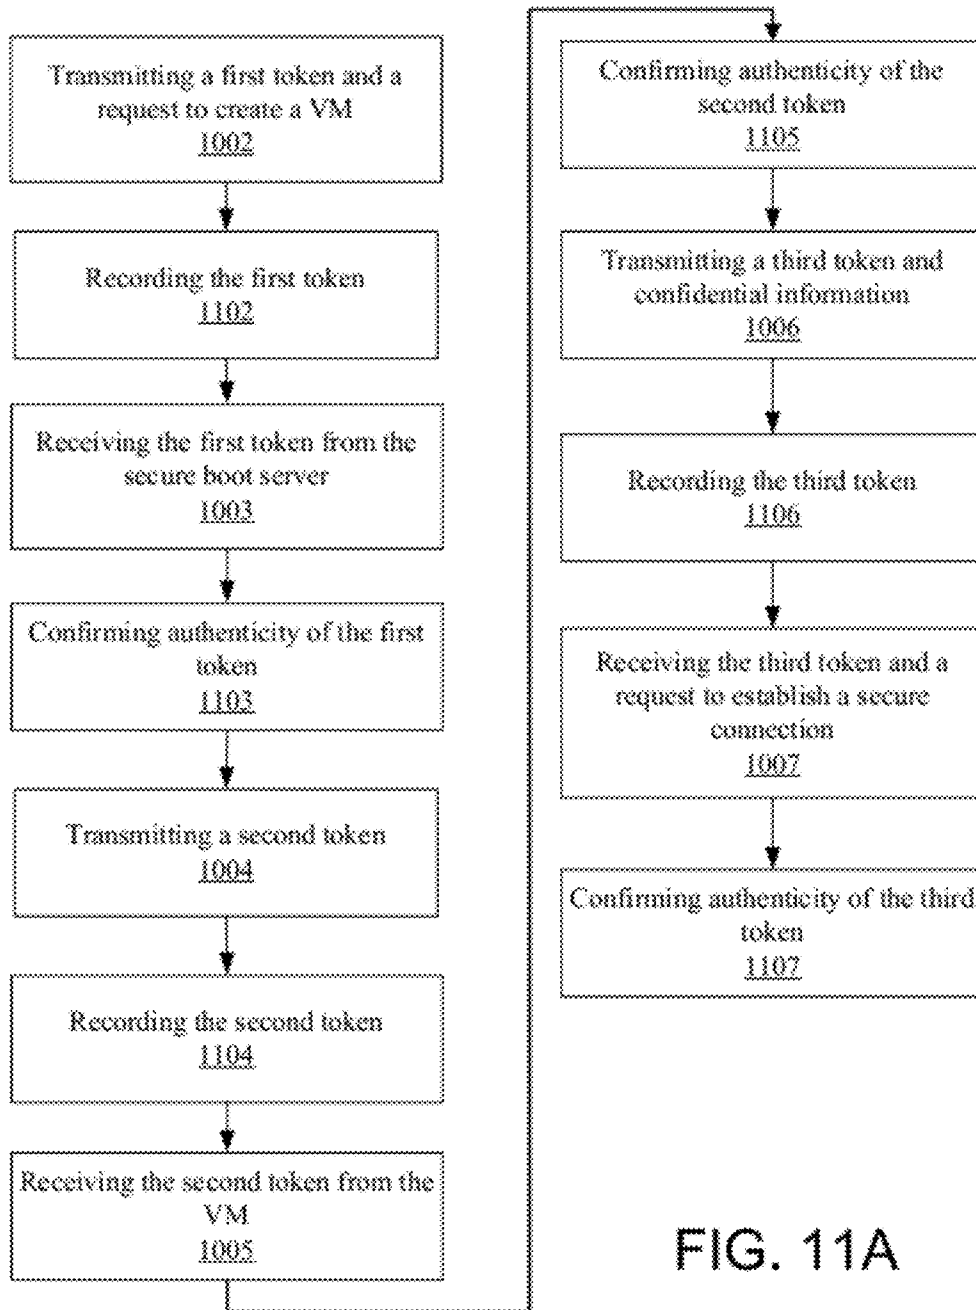 Transmitting a first token and a
request to create a VM
1002
Recording the first token
1102
Receiving the first token from the
secure boot server
1003
Confirming authenticity of the first
token
1103
Transmitting a second token
1004
Recording the second token
1104
Receiving the second token from the
VM
1005
Confirming authenticity of the
second token
1105
Transmitting a third token and
confidential information
1006
Recording the third token
1106
Receiving the third token and a
request to establish a secure
connection
1007
Confirming authenticity of the third
token
1107
FIG. 11A